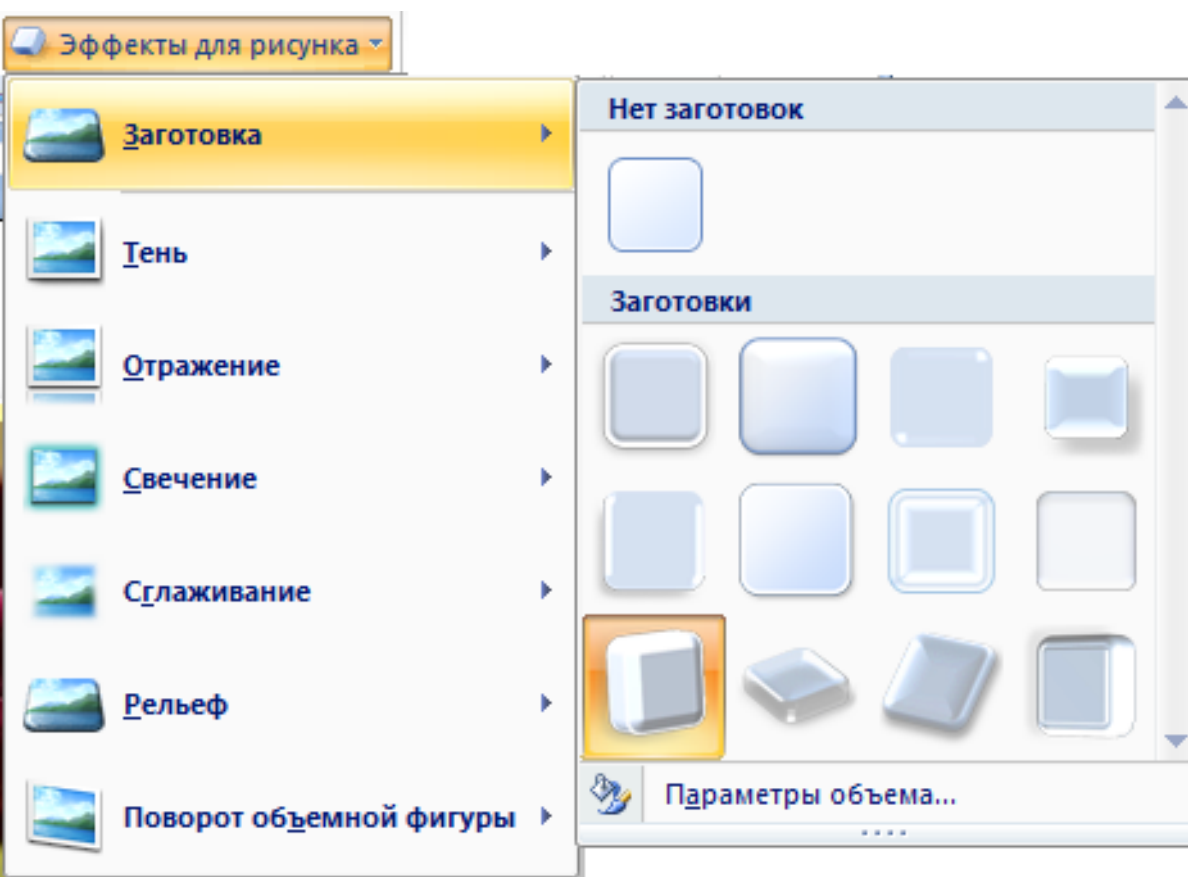 Эффекты для рисунка
Заготовка
Тень
Отражение
Свечение
Сглаживание
Рельеф
Поворот объемной фигуры
Нет заготовок
Заготовки
Параметры объема...